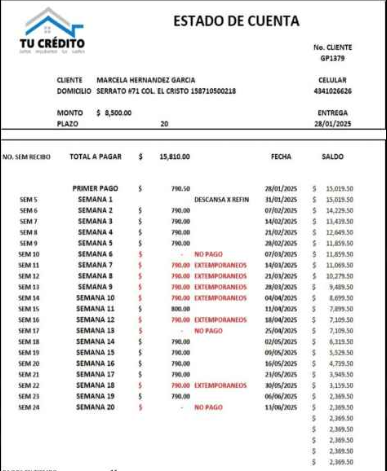 ESTADO DE CUENTA
TU CRÉDITO
No. CLIENTE
GP1379
CLIENTE MARCELA HERNANDEZ GARCIA CELULAR
DOMICILIO SERRATO #71 COL. EL CRISTO 158710500218 4341026626
MONTO $ 8,500.00 ENTREGA
PLAZO 20 28/01/2025
NO. SEM RECIBO TOTAL A PAGAR $ 15,810.00 FECHA SALDO
PRIMER PAGO $ 790.50 28/01/2025 $ 15,019.50
SEM 5 SEMANA 1 DESCANSA X REFIN 31/01/2025 $ 15,019.50
SEM 6 SEMANA 2 $ 790.00 07/02/2025 $ 14,229.50
SEM 7 SEMANA 3 $ 790.00 14/02/2025 $ 13,439.50
SEM 8 SEMANA 4 $ 790.00 21/02/2025 $ 12,649.50
SEM 9 SEMANA 5 $ 790.00 28/02/2025 $ 11,859.50
SEM 10 SEMANA 6 $ - NO PAGO 07/03/2025 $ 11,859.50
SEM 11 SEMANA 7 $ 790.00 EXTEMPORANEOS 14/03/2025 $ 11,069.50
SEM 12 SEMANA 8 $ 790.00 EXTEMPORANEOS 21/03/2025 $ 10,279.50
SEM 13 SEMANA 9 $ 790.00 EXTEMPORANEOS 28/03/2025 $ 9,489.50
SEM 14 SEMANA 10 $ 790.00 EXTEMPORANEOS 04/04/2025 $ 8,699.50
SEM 15 SEMANA 11 $ 800.00 11/04/2025 $ 7,899.50
SEM 16 SEMANA 12 $ 790.00 EXTEMPORANEOS 18/04/2025 $ 7,109.50
SEM 17 SEMANA 13 $ - NO PAGO 25/04/2025 $ 7,109.50
SEM 18 SEMANA 14 $ 790.00 02/05/2025 $ 6,319.50
SEM 19 SEMANA 15 $ 790.00 09/05/2025 $ 5,529.50
SEM 20 SEMANA 16 $ 790.00 16/05/2025 $ 4,739.50
SEM 21 SEMANA 17 $ 790.00 23/05/2025 $ 3,949.50
SEM 22 SEMANA 18 $ 790.00 EXTEMPORANEOS 30/05/2025 $ 3,159.50
SEM 23 SEMANA 19 $ 790.00 06/06/2025 $ 2,369.50
SEM 24 SEMANA 20 $ - NO PAGO 13/06/2025 $ 2,369.50
$ 2,369.50
$ 2,369.50
$ 2,369.50
$ 2,369.50